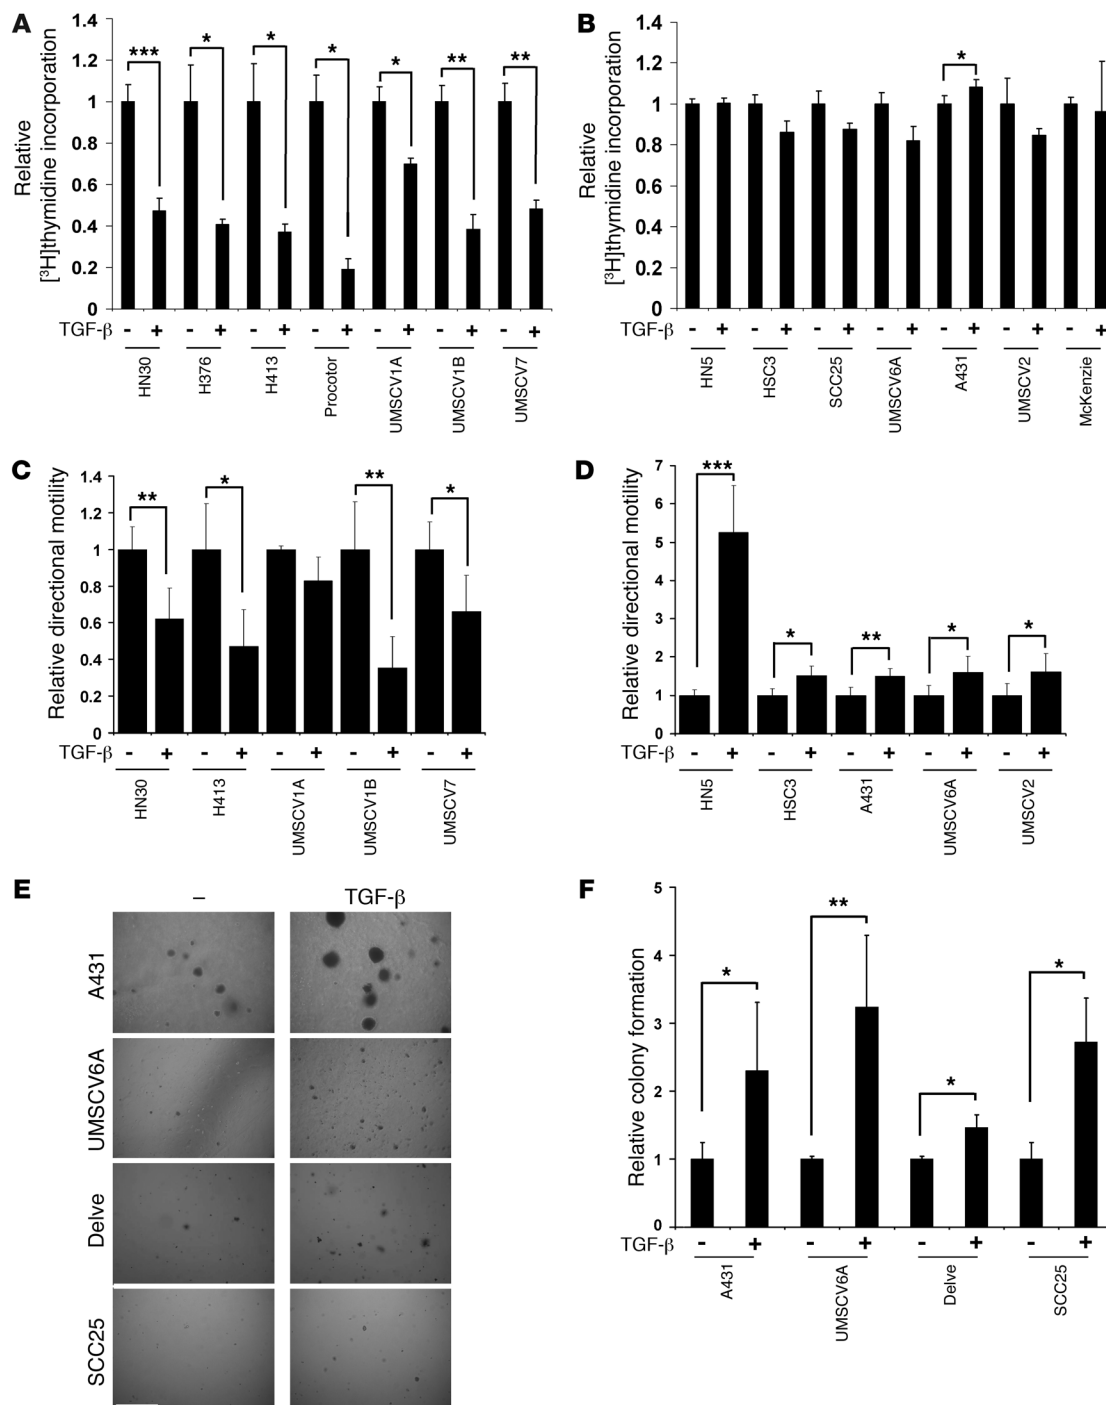 A
Relative
[³H]thymidine incorporation
1.4
1.2
1
0.8
0.6
0.4
0.2
0
*** * * * * ** **
TGF-β - + - + - + - + - + - + - +
HN30 H376 H413 Procotor UMSCV1A UMSCV1B UMSCV7
B
Relative
[³H]thymidine incorporation
1.4
1.2
1
0.8
0.6
0.4
0.2
0
*
TGF-β - + - + - + - + - + - + - +
HN5 HSC3 SCC25 UMSCV6A A431 UMSCV2 McKenzie
C
Relative directional motility
1.4
1.2
1
0.8
0.6
0.4
0.2
0
** * ** *
TGF-β - + - + - + - + - +
HN30 H413 UMSCV1A UMSCV1B UMSCV7
D
Relative directional motility
7
6
5
4
3
2
1
0
*** * ** * *
TGF-β - + - + - + - + - +
HN5 HSC3 A431 UMSCV6A UMSCV2
E
– TGF-β
A431
UMSCV6A
Delve
SCC25
F
Relative colony formation
5
4
3
2
1
0
* ** * *
TGF-β - + - + - + - +
A431 UMSCV6A Delve SCC25